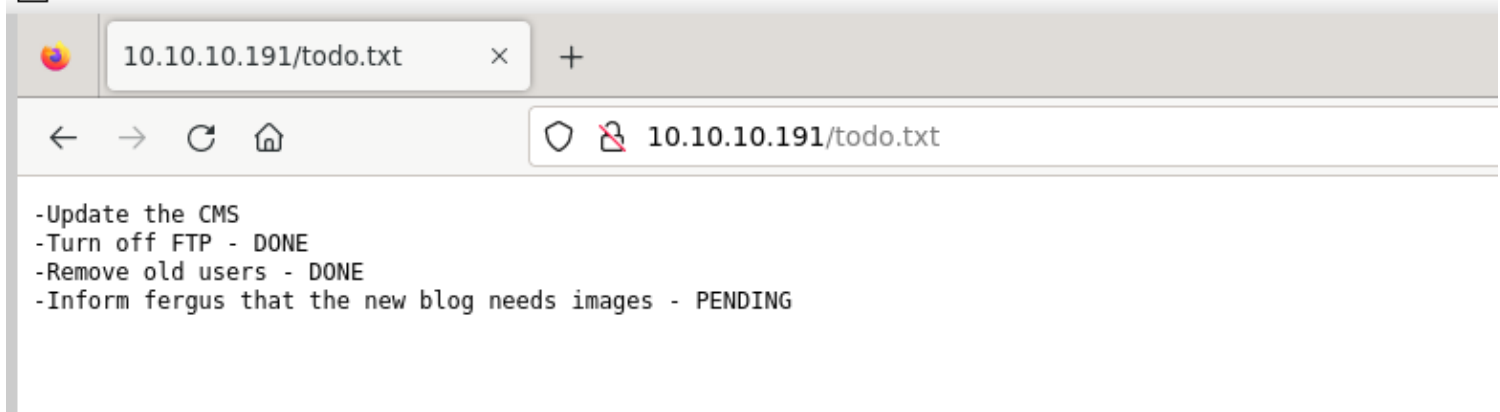 10.10.10.191/todo.txt
10.10.10.191/todo.txt
-Update the CMS
-Turn off FTP - DONE
-Remove old users - DONE
-Inform fergus that the new blog needs images - PENDING